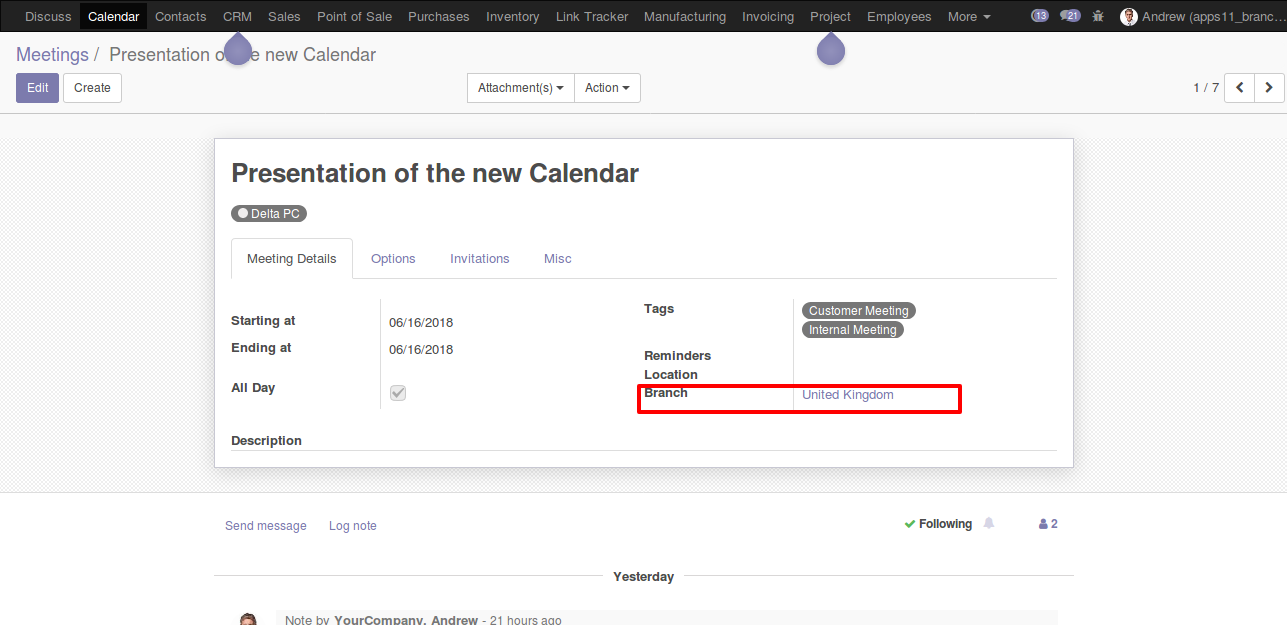 Discuss Calendar Contacts CRM Sales Point of Sale Purchases Inventory Link Tracker Manufacturing Invoicing Project Employees More 13 21 Andrew (apps11_branc...
Meetings / Presentation of the new Calendar
Edit Create Attachment(s) Action 1 / 7
Presentation of the new Calendar
Delta PC
Meeting Details Options Invitations Misc
Starting at 06/16/2018
Ending at 06/16/2018
All Day
Tags Customer Meeting
Internal Meeting
Reminders
Location
Branch United Kingdom
Description
Send message Log note Following 2
Yesterday
Note by YourCompany, Andrew - 21 hours ago